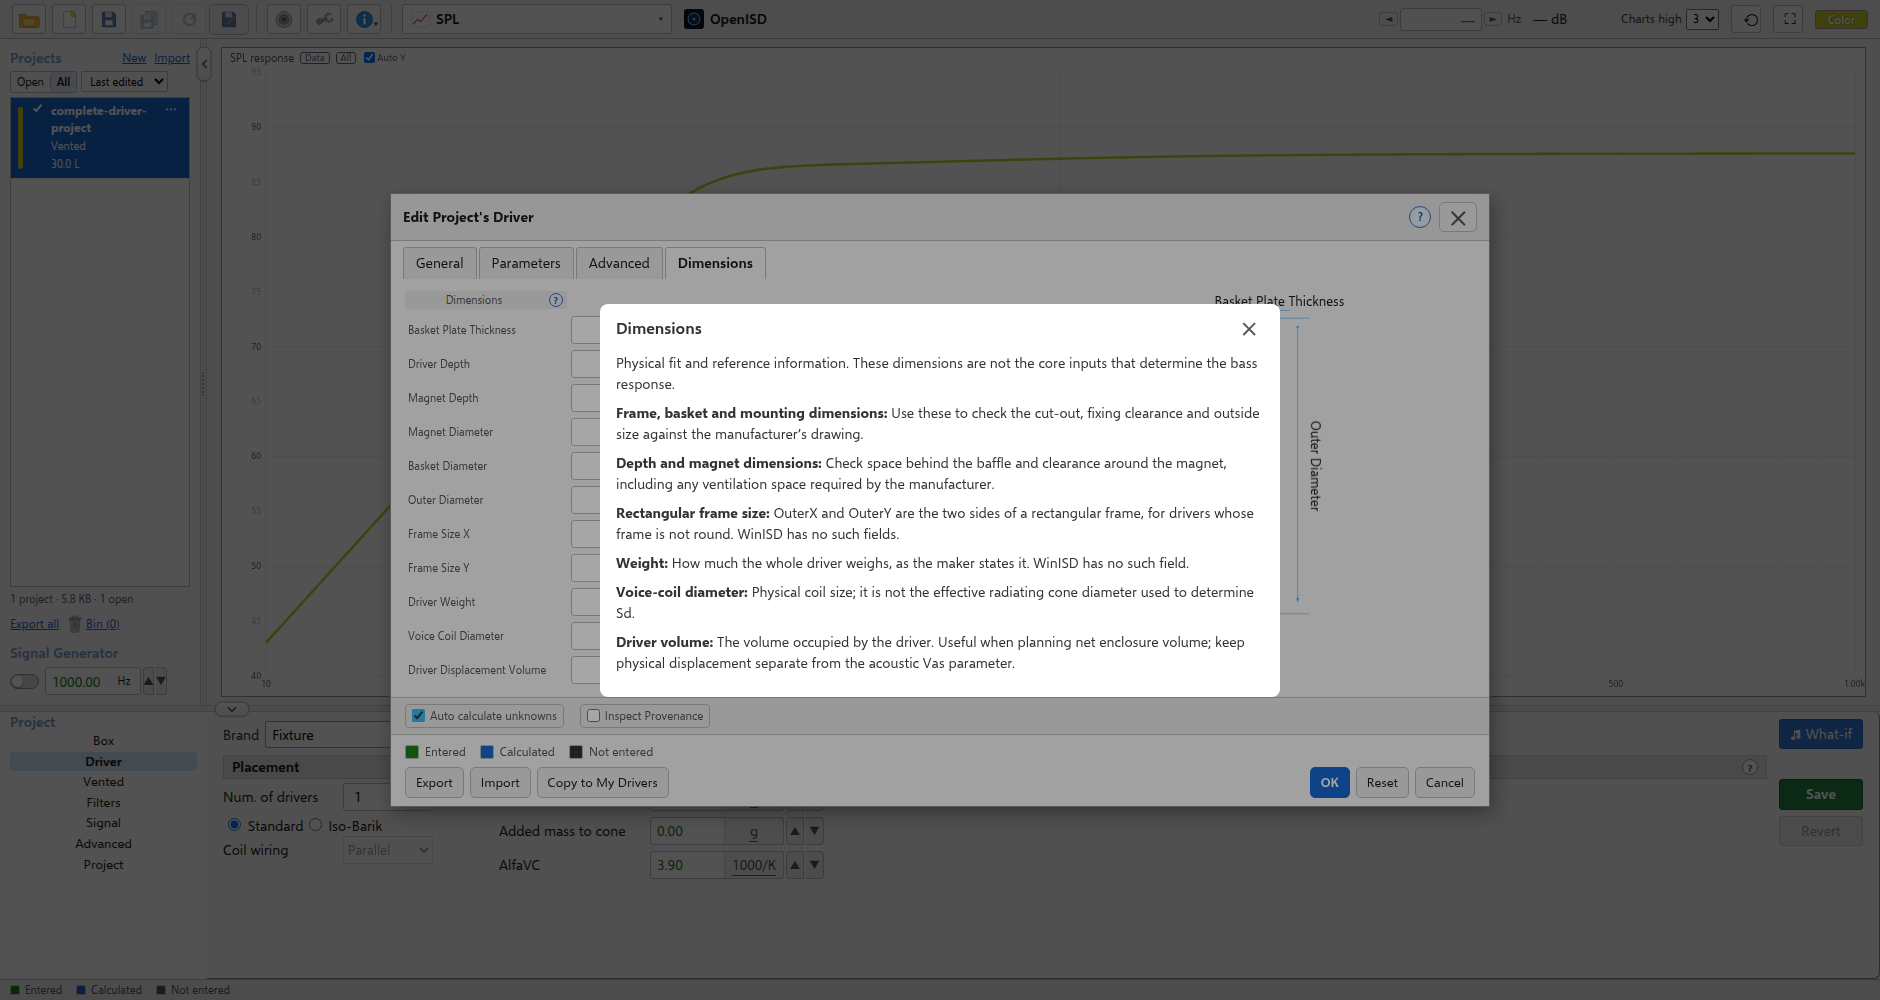 SPL
OpenISD
— Hz — dB
Charts high 3
Color
Projects New Import
Open All Last edited
complete-driver-project
Vented
30.0 L
1 project · 5.8 KB · 1 open
Export all Bin (0)
Signal Generator
1000.00 Hz
SPL response Data All Auto Y
95
90
85
80
75
70
65
60
55
50
45
40
10
500
1.00k
Edit Project's Driver ?
General Parameters Advanced Dimensions
Dimensions ?
Basket Plate Thickness
Driver Depth
Magnet Depth
Magnet Diameter
Basket Diameter
Outer Diameter
Frame Size X
Frame Size Y
Driver Weight
Voice Coil Diameter
Driver Displacement Volume
Basket Plate Thickness
Outer Diameter
Dimensions
Physical fit and reference information. These dimensions are not the core inputs that determine the bass
response.
Frame, basket and mounting dimensions: Use these to check the cut-out, fixing clearance and outside
size against the manufacturer’s drawing.
Depth and magnet dimensions: Check space behind the baffle and clearance around the magnet,
including any ventilation space required by the manufacturer.
Rectangular frame size: OuterX and OuterY are the two sides of a rectangular frame, for drivers whose
frame is not round. WinISD has no such fields.
Weight: How much the whole driver weighs, as the maker states it. WinISD has no such field.
Voice-coil diameter: Physical coil size; it is not the effective radiating cone diameter used to determine
Sd.
Driver volume: The volume occupied by the driver. Useful when planning net enclosure volume; keep
physical displacement separate from the acoustic Vas parameter.
Auto calculate unknowns Inspect Provenance
Entered Calculated Not entered
Export Import Copy to My Drivers OK Reset Cancel
Project
Box
Driver
Vented
Filters
Signal
Advanced
Project
Brand Fixture
Placement
Num. of drivers 1
Standard Iso-Barik
Coil wiring Parallel
Added mass to cone 0.00 g
AlfaVC 3.90 1000/K
?
What-if
Save
Revert
Entered Calculated Not entered